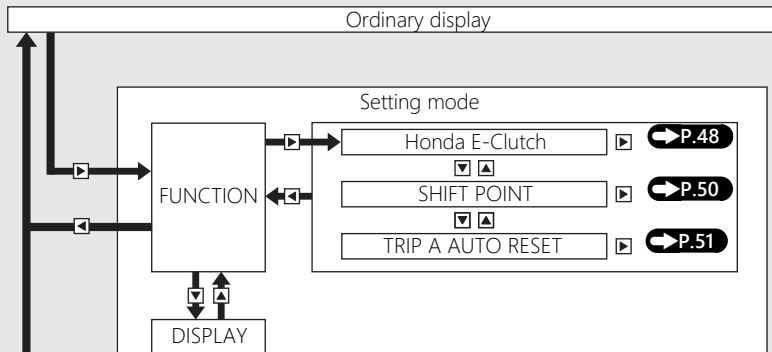 Ordinary display
Setting mode
FUNCTION
Honda E-Clutch
P.48
SHIFT POINT
P.50
TRIP A AUTO RESET
P.51
DISPLAY